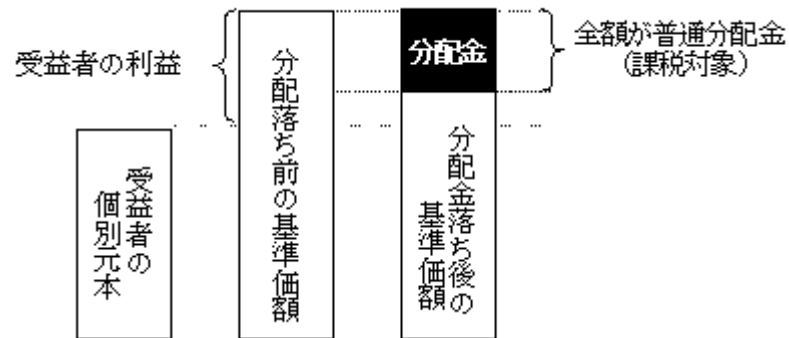 受益者の利益
分配落ち前の基準価額
分配金
全額が普通分配金
(課税対象)
受益者の
個別元本
分配金落ち後の
基準価額